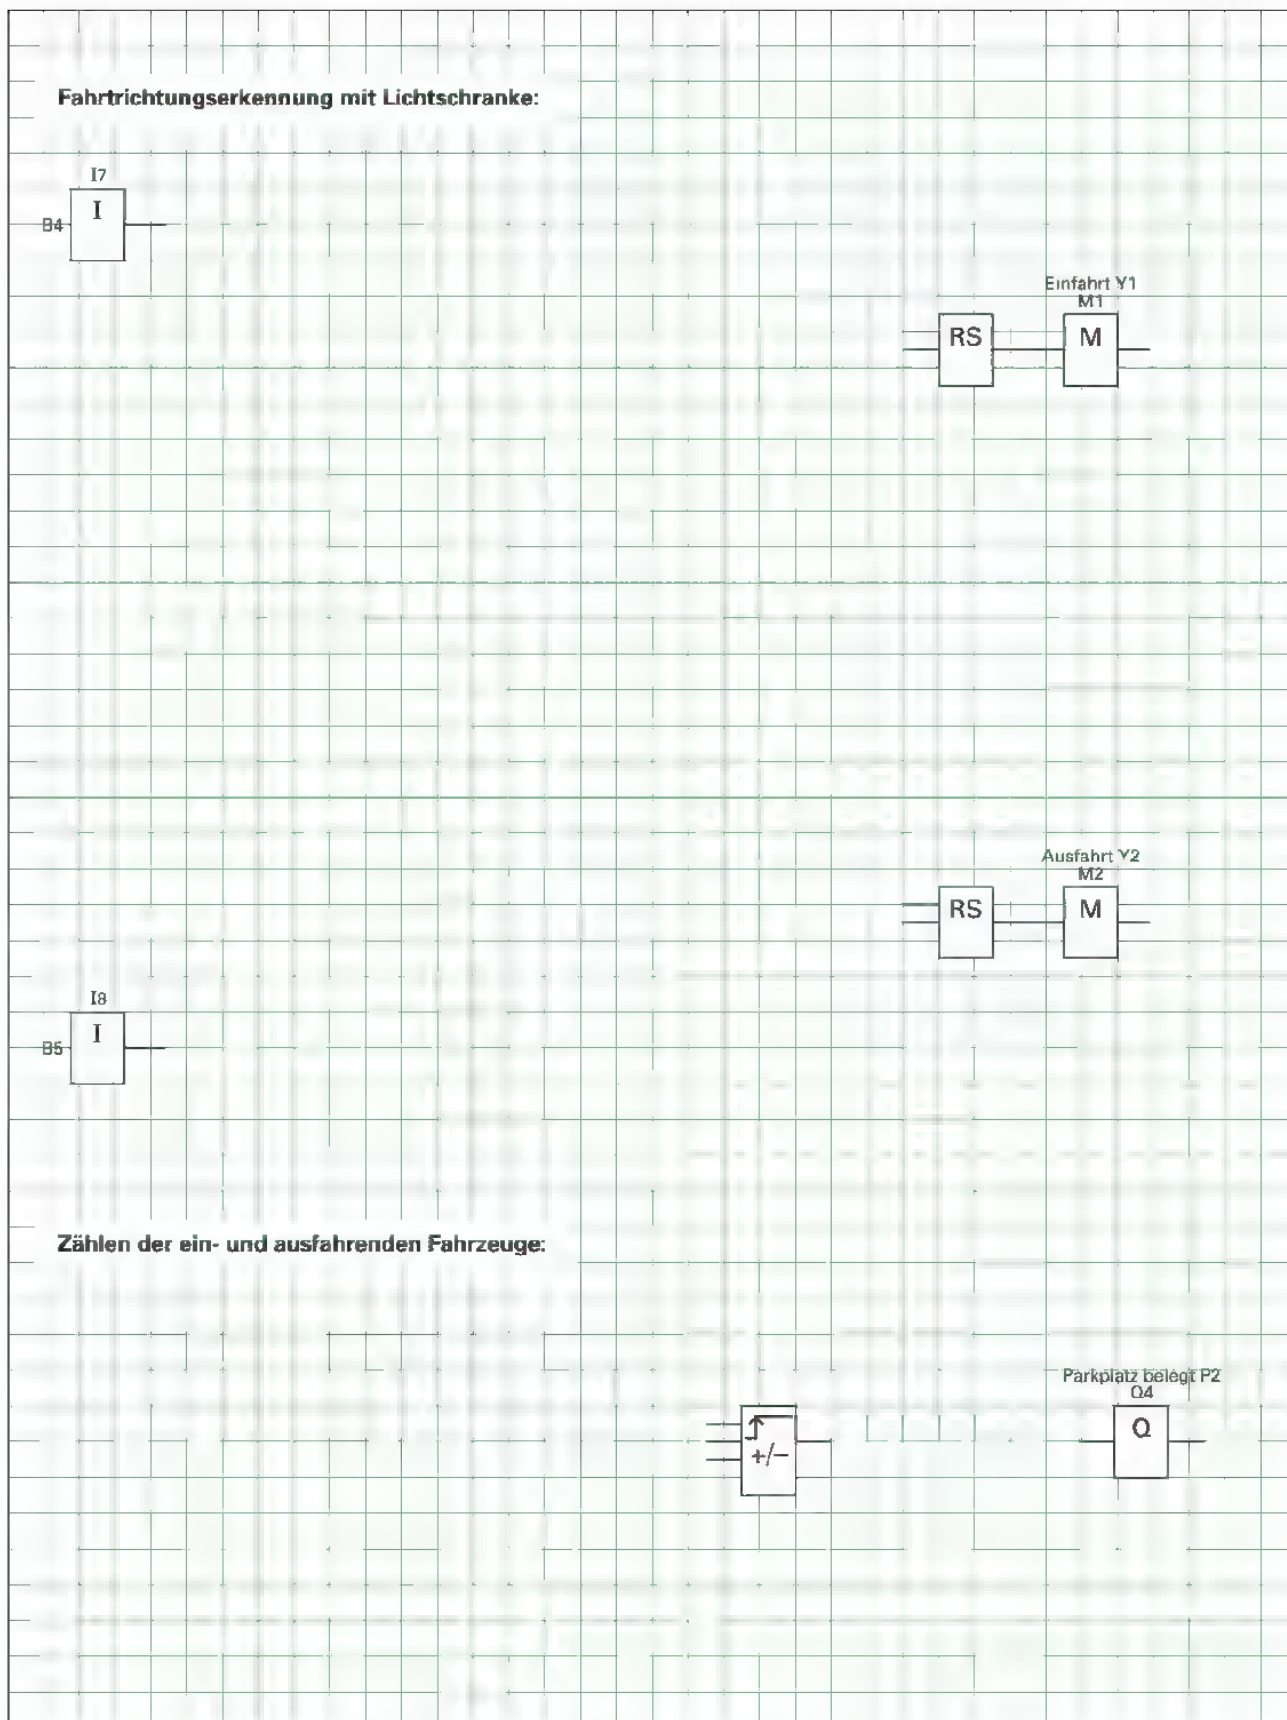 Fahrtrichtungserkennung mit Lichtschranke:
I7
B4
I
Einfahrt Y1
M1
RS
M
Ausfahrt Y2
M2
RS
M
I8
B5
I
Zählen der ein- und ausfahrenden Fahrzeuge:
Parkplatz belegt P2
Q4
+/−
Q